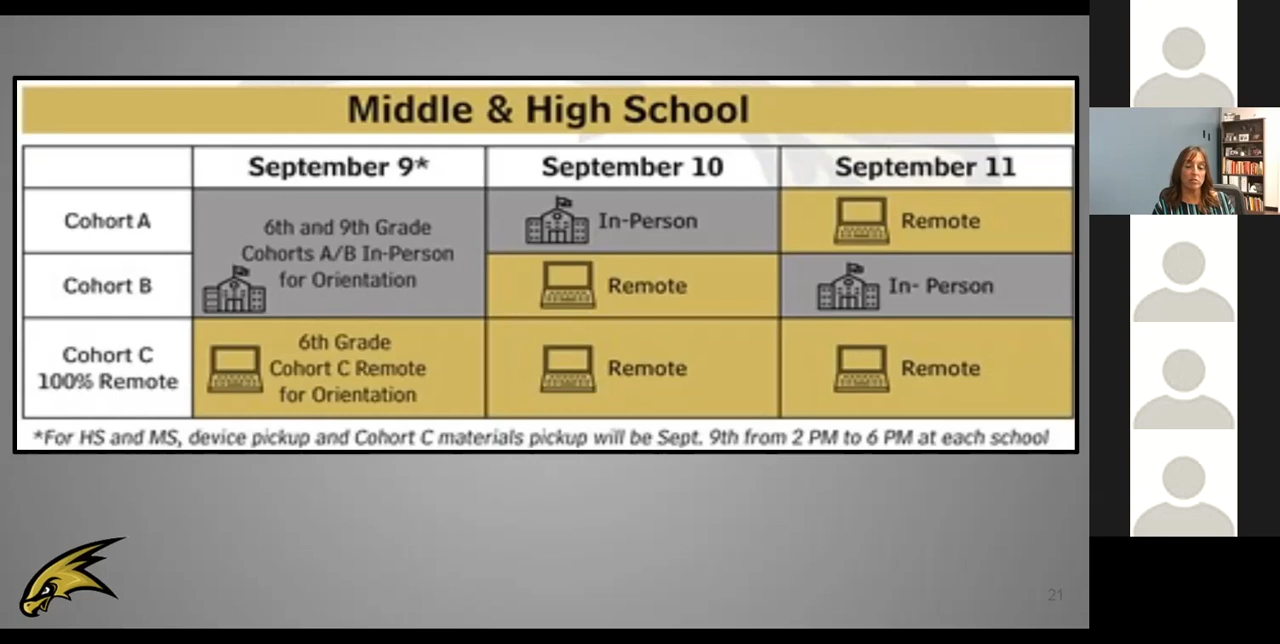 Middle & High School
September 9*
September 10
September 11
Cohort A
6th and 9th Grade
Cohorts A/B In-Person
for Orientation
In-Person
Remote
Cohort B
Remote
In- Person
Cohort C
100% Remote
6th Grade
Cohort C Remote
for Orientation
Remote
Remote
*For HS and MS, device pickup and Cohort C materials pickup will be Sept. 9th from 2 PM to 6 PM at each school
21